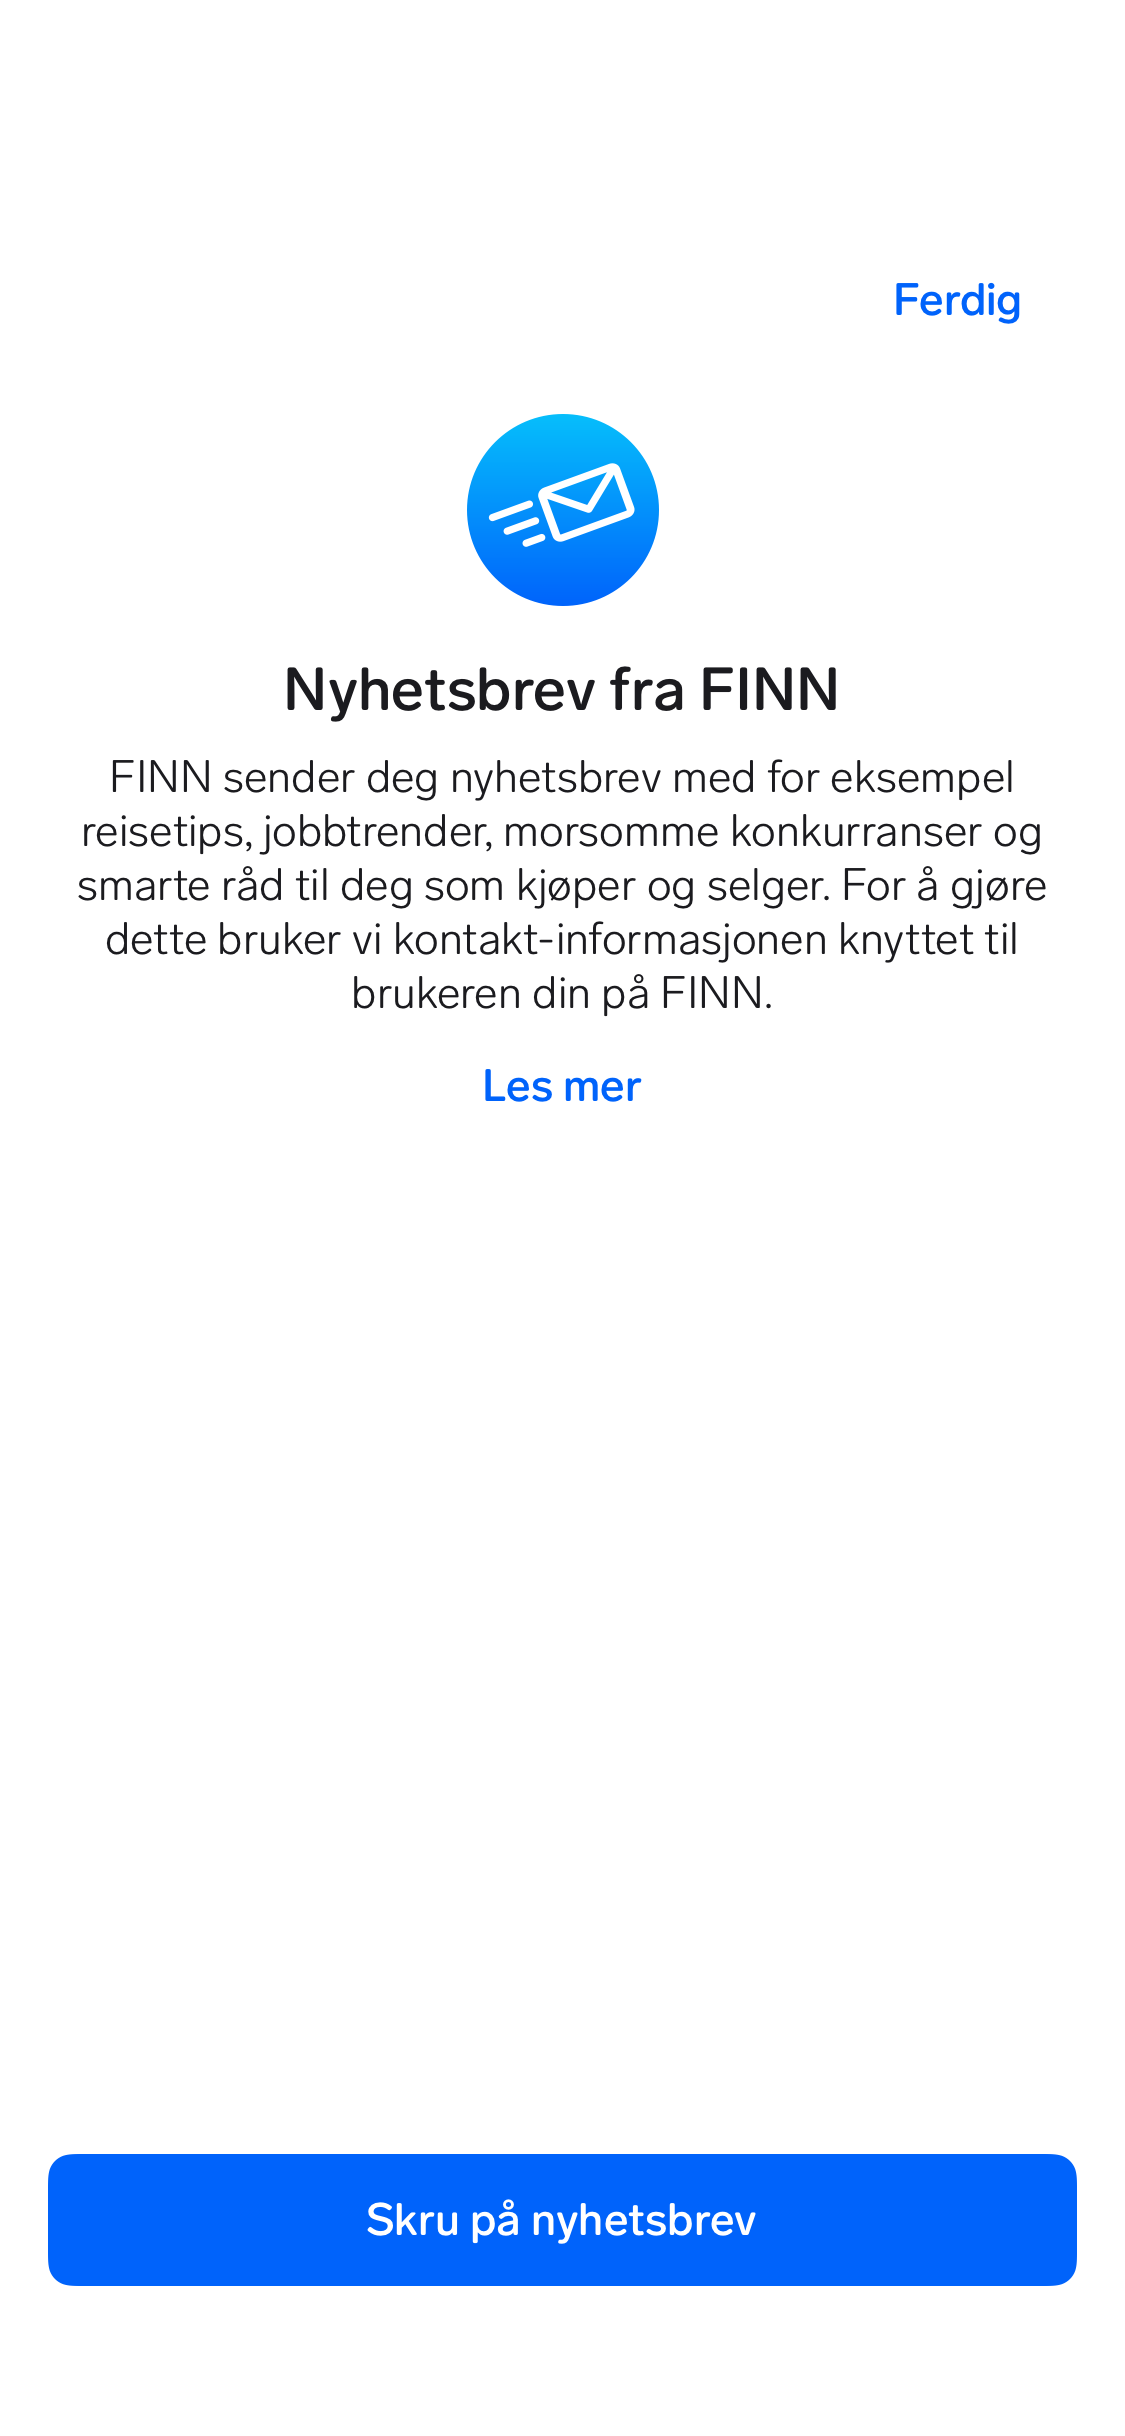 Ferdig
Nyhetsbrev fra FINN
FINN sender deg nyhetsbrev med for eksempel
reisetips, jobbtrender, morsomme konkurranser og
smarte råd til deg som kjøper og selger. For å gjøre
dette bruker vi kontakt-informasjonen knyttet til
brukeren din på FINN.
Les mer
Skru på nyhetsbrev